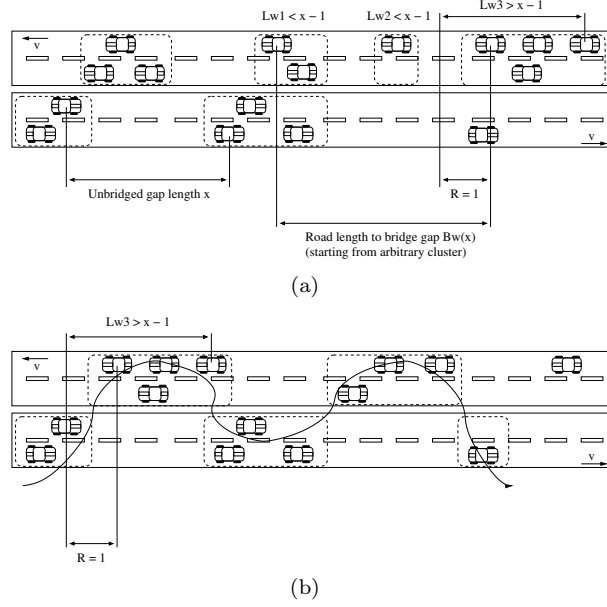 Lw1 < x − 1
Lw2 < x − 1
Lw3 > x − 1
v
v
Unbridged gap length x
R = 1
Road length to bridge gap Bw(x)
(starting from arbitrary cluster)
(a)
Lw3 > x − 1
v
v
R = 1
(b)